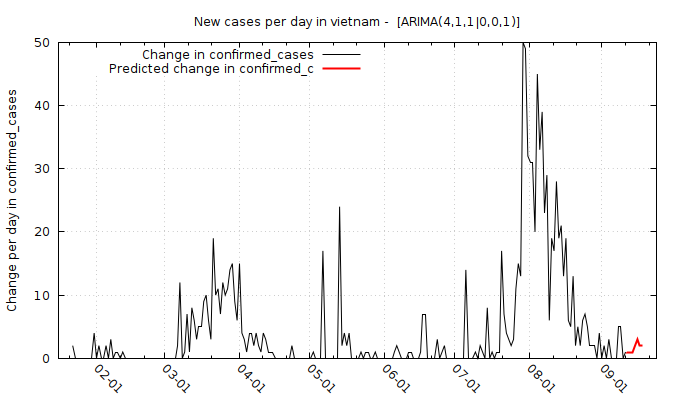 New cases per day in vietnam -  [ARIMA(4,1,1|0,0,1)]
Change in confirmed_cases
Predicted change in confirmed_c
Change per day in confirmed_cases
50
40
30
20
10
0
02-01 03-01 04-01 05-01 06-01 07-01 08-01 09-01